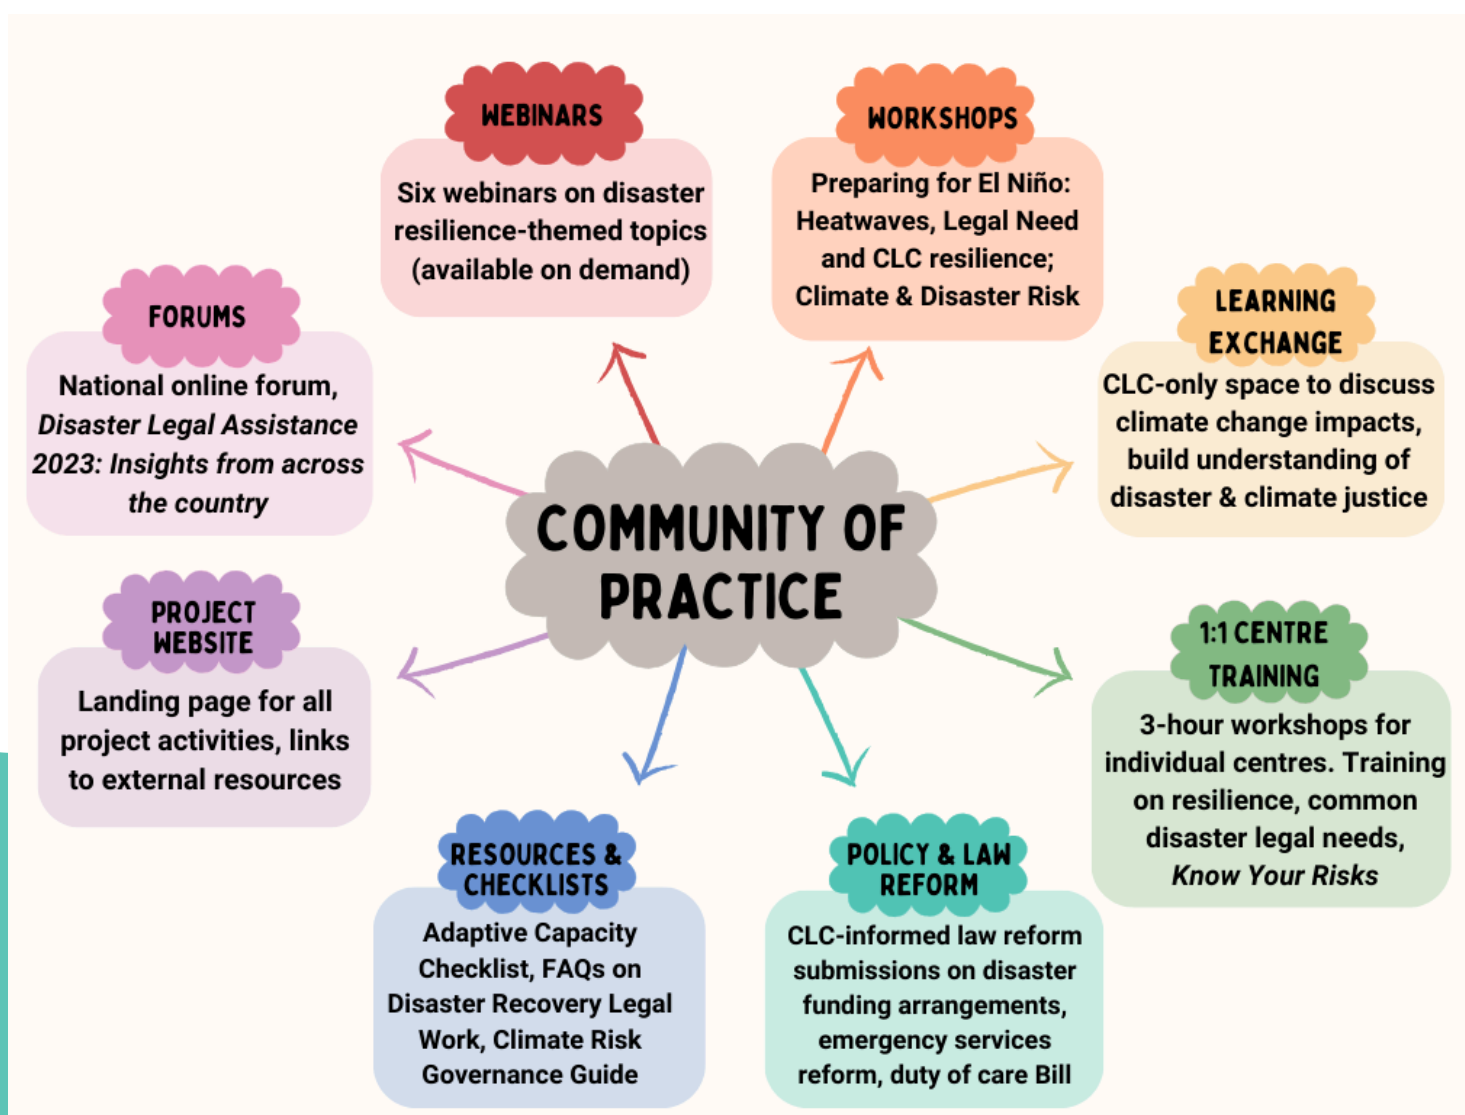 WEBINARS
Six webinars on disaster
resilience-themed topics
(available on demand)
WORKSHOPS
Preparing for El Niño:
Heatwaves, Legal Need
and CLC resilience;
Climate & Disaster Risk
FORUMS
National online forum,
Disaster Legal Assistance
2023: Insights from across
the country
LEARNING
EXCHANGE
CLC-only space to discuss
climate change impacts,
build understanding of
disaster & climate justice
COMMUNITY OF
PRACTICE
PROJECT
WEBSITE
Landing page for all
project activities, links
to external resources
1:1 CENTRE
TRAINING
3-hour workshops for
individual centres. Training
on resilience, common
disaster legal needs,
Know Your Risks
RESOURCES &
CHECKLISTS
Adaptive Capacity
Checklist, FAQs on
Disaster Recovery Legal
Work, Climate Risk
Governance Guide
POLICY & LAW
REFORM
CLC-informed law reform
submissions on disaster
funding arrangements,
emergency services
reform, duty of care Bill